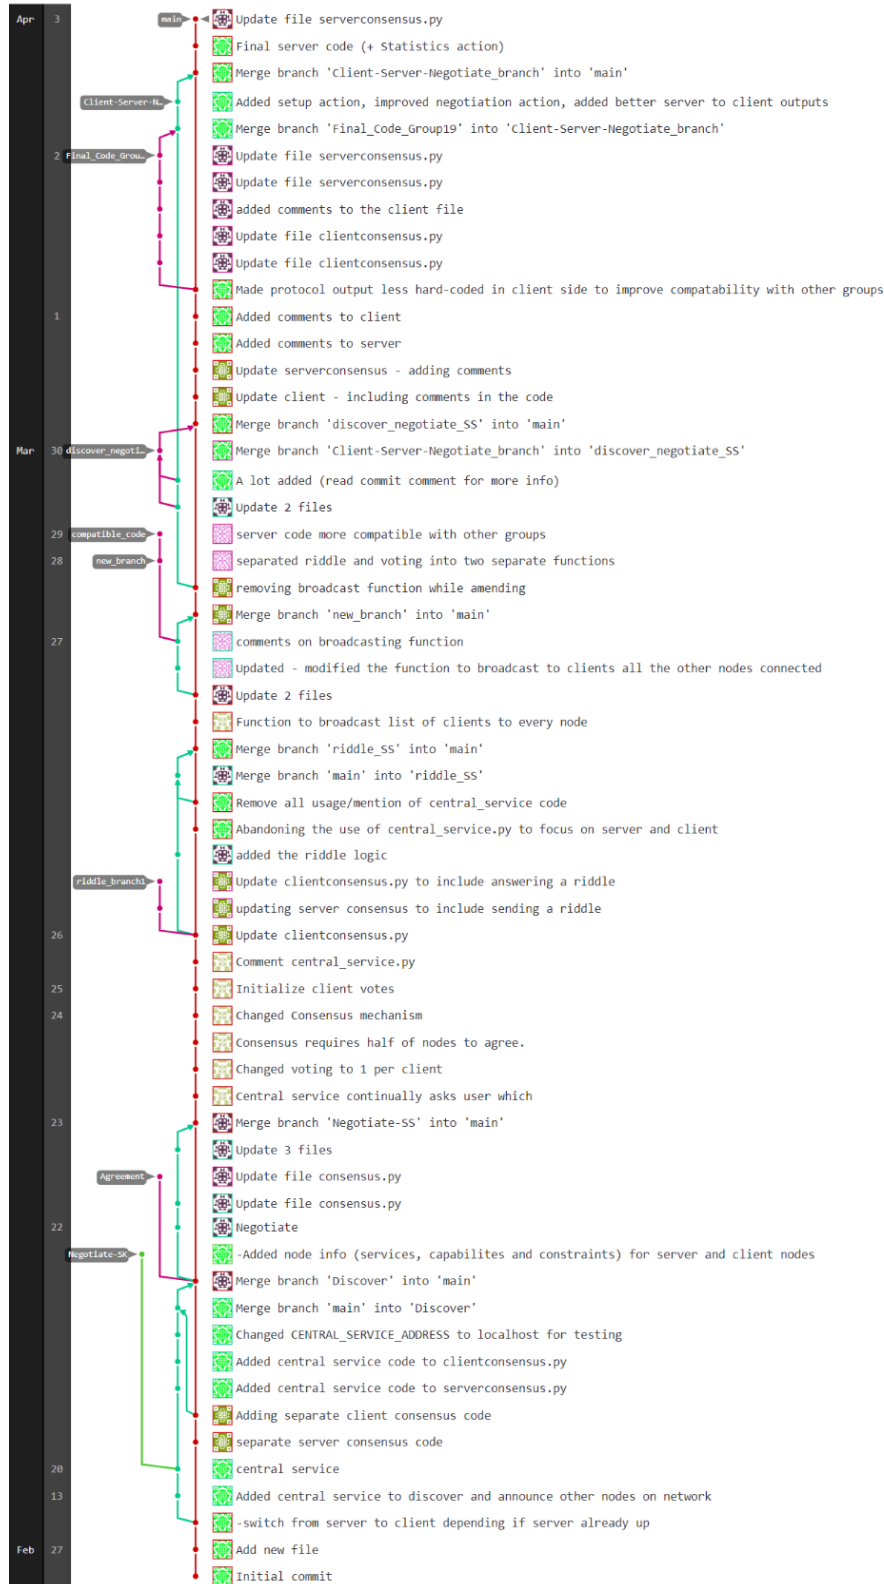 Apr 3 main Update file serverconsensus.py
Final server code (+ Statistics action)
Merge branch 'Client-Server-Negotiate_branch' into 'main'
Client-Server-N… Added setup action, improved negotiation action, added better server to client outputs
Merge branch 'Final_Code_Group19' into 'Client-Server-Negotiate_branch'
2 Final_Code_Grou… Update file serverconsensus.py
Update file serverconsensus.py
added comments to the client file
Update file clientconsensus.py
Update file clientconsensus.py
Made protocol output less hard-coded in client side to improve compatability with other groups
1 Added comments to client
Added comments to server
Update serverconsensus - adding comments
Update client - including comments in the code
Merge branch 'discover_negotiate_SS' into 'main'
Mar 30 discover_negoti… Merge branch 'Client-Server-Negotiate_branch' into 'discover_negotiate_SS'
A lot added (read commit comment for more info)
Update 2 files
29 compatible_code server code more compatible with other groups
28 new_branch separated riddle and voting into two separate functions
removing broadcast function while amending
Merge branch 'new_branch' into 'main'
27 comments on broadcasting function
Updated - modified the function to broadcast to clients all the other nodes connected
Update 2 files
Function to broadcast list of clients to every node
Merge branch 'riddle_SS' into 'main'
Merge branch 'main' into 'riddle_SS'
Remove all usage/mention of central_service code
Abandoning the use of central_service.py to focus on server and client
added the riddle logic
riddle_branch1 Update clientconsensus.py to include answering a riddle
updating server consensus to include sending a riddle
26 Update clientconsensus.py
Comment central_service.py
25 Initialize client votes
24 Changed Consensus mechanism
Consensus requires half of nodes to agree.
Changed voting to 1 per client
Central service continually asks user which
23 Merge branch 'Negotiate-SS' into 'main'
Update 3 files
Agreement Update file consensus.py
Update file consensus.py
22 Negotiate
Negotiate-SK -Added node info (services, capabilites and constraints) for server and client nodes
Merge branch 'Discover' into 'main'
Merge branch 'main' into 'Discover'
Changed CENTRAL_SERVICE_ADDRESS to localhost for testing
Added central service code to clientconsensus.py
Added central service code to serverconsensus.py
Adding separate client consensus code
separate server consensus code
20 central service
13 Added central service to discover and announce other nodes on network
-switch from server to client depending if server already up
Feb 27 Add new file
Initial commit